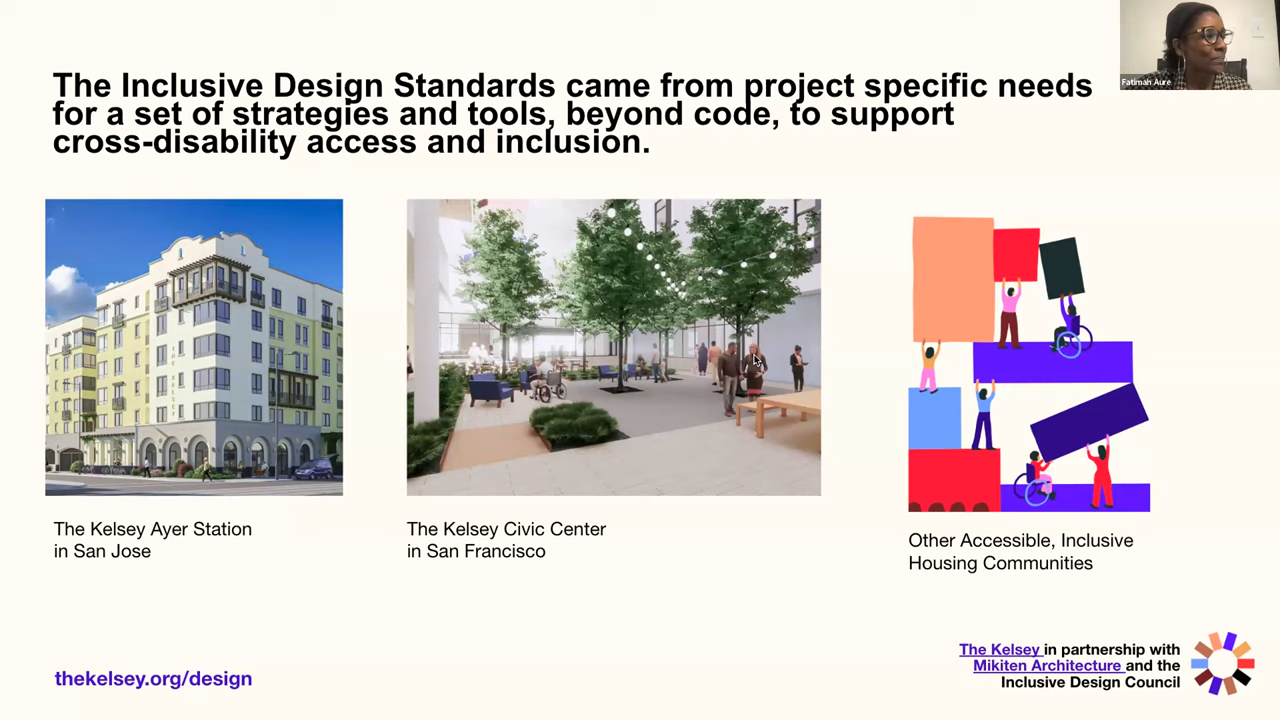 The Inclusive Design Standards came from project specific needs
for a set of strategies and tools, beyond code, to support
cross-disability access and inclusion.
Fatimah Aure
THE KELSEY
The Kelsey Ayer Station
in San Jose
The Kelsey Civic Center
in San Francisco
Other Accessible, Inclusive
Housing Communities
thekelsey.org/design
The Kelsey in partnership with
Mikiten Architecture and the
Inclusive Design Council